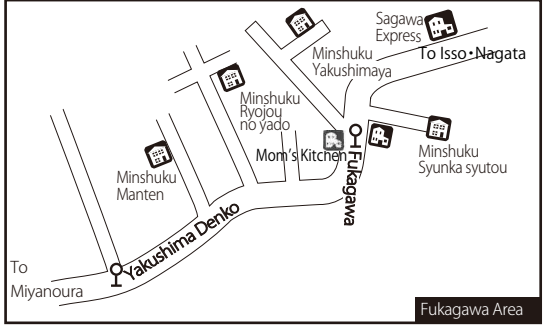 Sagawa
Express
To Isso•Nagata
Minshuku
Yakushimaya
Minshuku
Ryojou
no yado
Mom's Kitchen
Fukagawa
Minshuku
Syunka syutou
Minshuku
Manten
Yakushima Denko
To
Miyanoura
Fukagawa Area